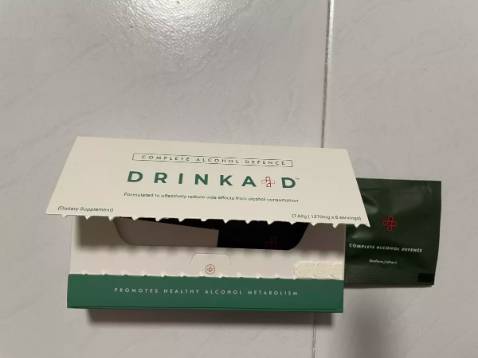 COMPLETE ALCOHOL DEFENCE
DRINKAID™
Formulated to effectively reduce side effects from alcohol consumption
(Dietary Supplement)
PROMOTES HEALTHY ALCOHOL METABOLISM
COMPLETE ALCOHOL DEFENCE